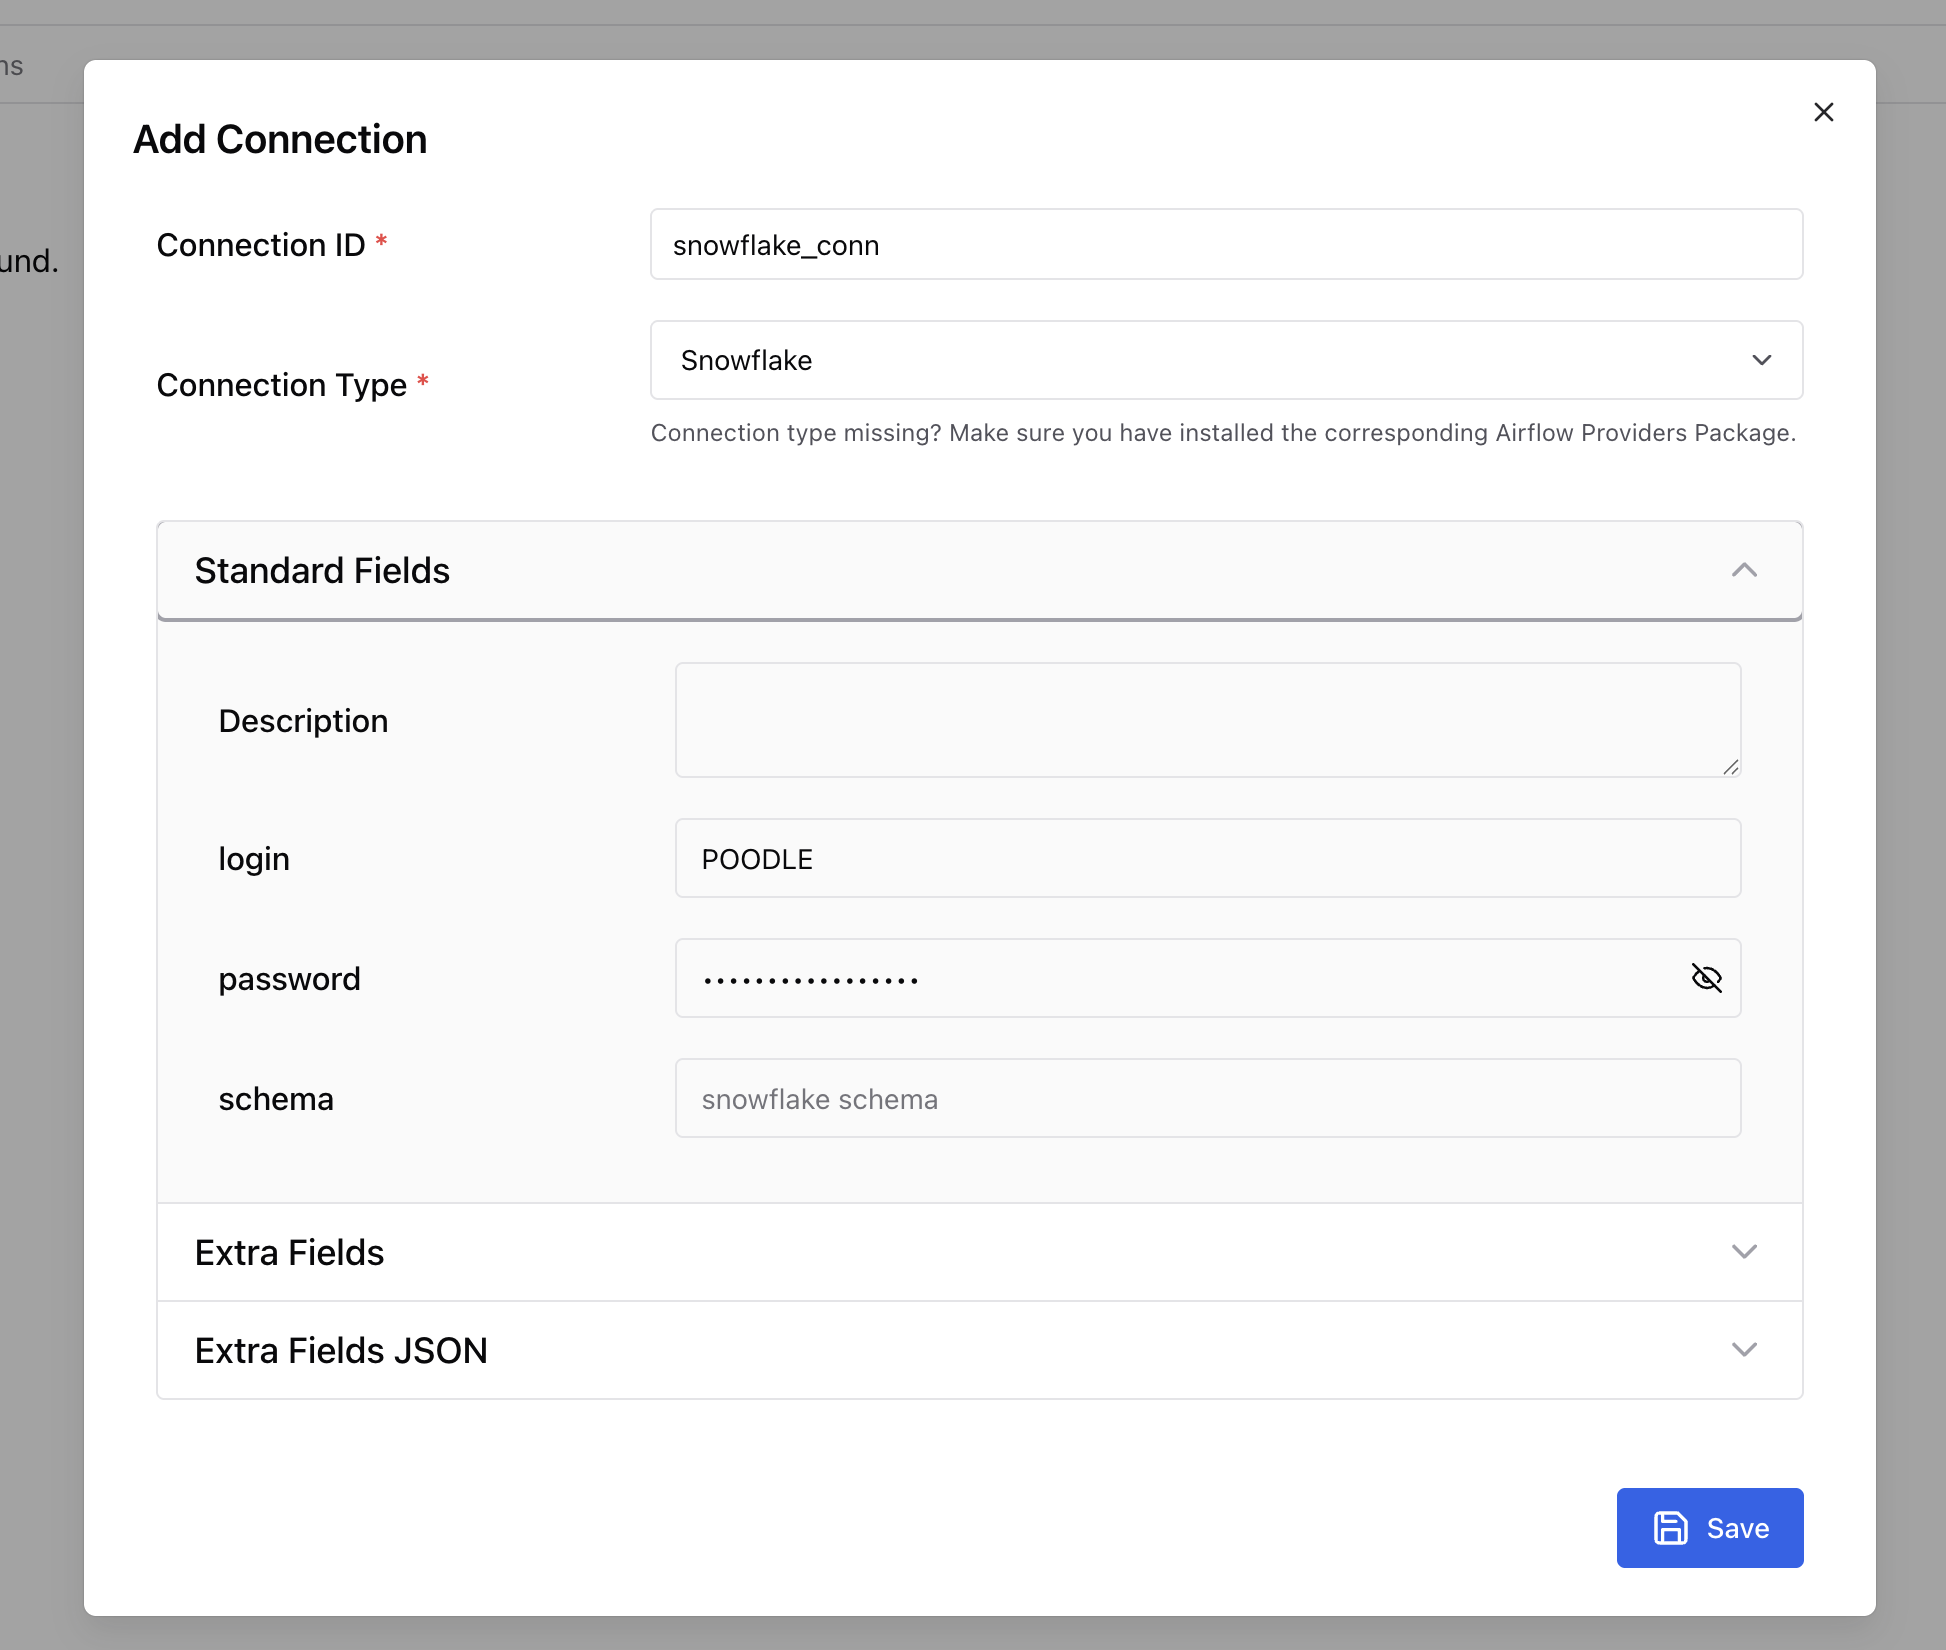 ns
Add Connection
und.
Connection ID *
snowflake_conn
Connection Type *
Snowflake
Connection type missing? Make sure you have installed the corresponding Airflow Providers Package.
Standard Fields
Description
login
POODLE
password
•••••••••••••••••
schema
snowflake schema
Extra Fields
Extra Fields JSON
Save